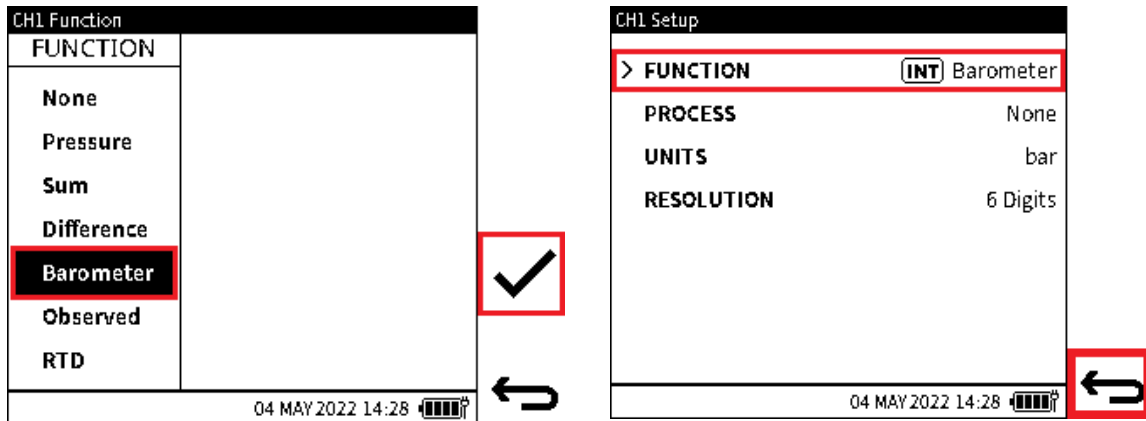 CH1 Function
FUNCTION
None
Pressure
Sum
Difference
Barometer
Observed
RTD
04 MAY 2022 14:28
CH1 Setup
> FUNCTION INT Barometer
PROCESS None
UNITS bar
RESOLUTION 6 Digits
04 MAY 2022 14:28